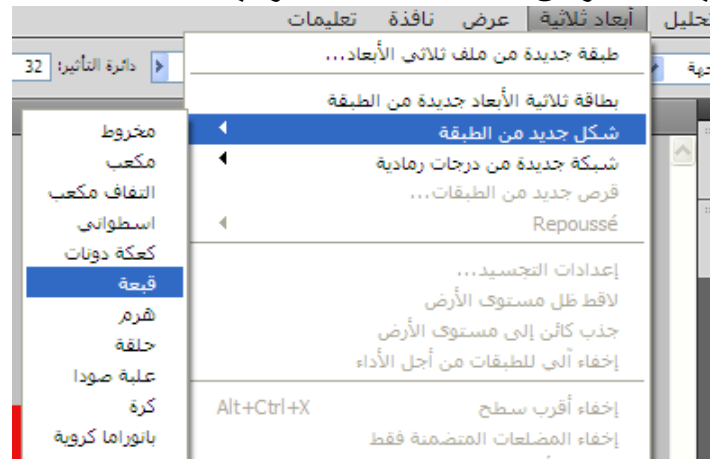 تحليل أبعاد ثلاثية عرض نافذة تعليمات
دائرة التأثير: 32
طبقة جديدة من ملف ثلاثي الأبعاد...
بطاقة ثلاثية الأبعاد جديدة من الطبقة
شكل جديد من الطبقة
شبكة جديدة من درجات رمادية
قرص جديد من الطبقات...
Repoussé
إعدادات التجسيد...
لاقط ظل مستوى الأرض
جذب كائن إلى مستوى الأرض
إخفاء آلي للطبقات من أجل الأداء
إخفاء أقرب سطح Alt+Ctrl+X
إخفاء المضلعات المتضمنة فقط
مخروط
مكعب
التفاف مكعب
اسطواني
كعكة دونات
قبعة
هرم
حلقة
علبة صودا
كرة
بانوراما كروية